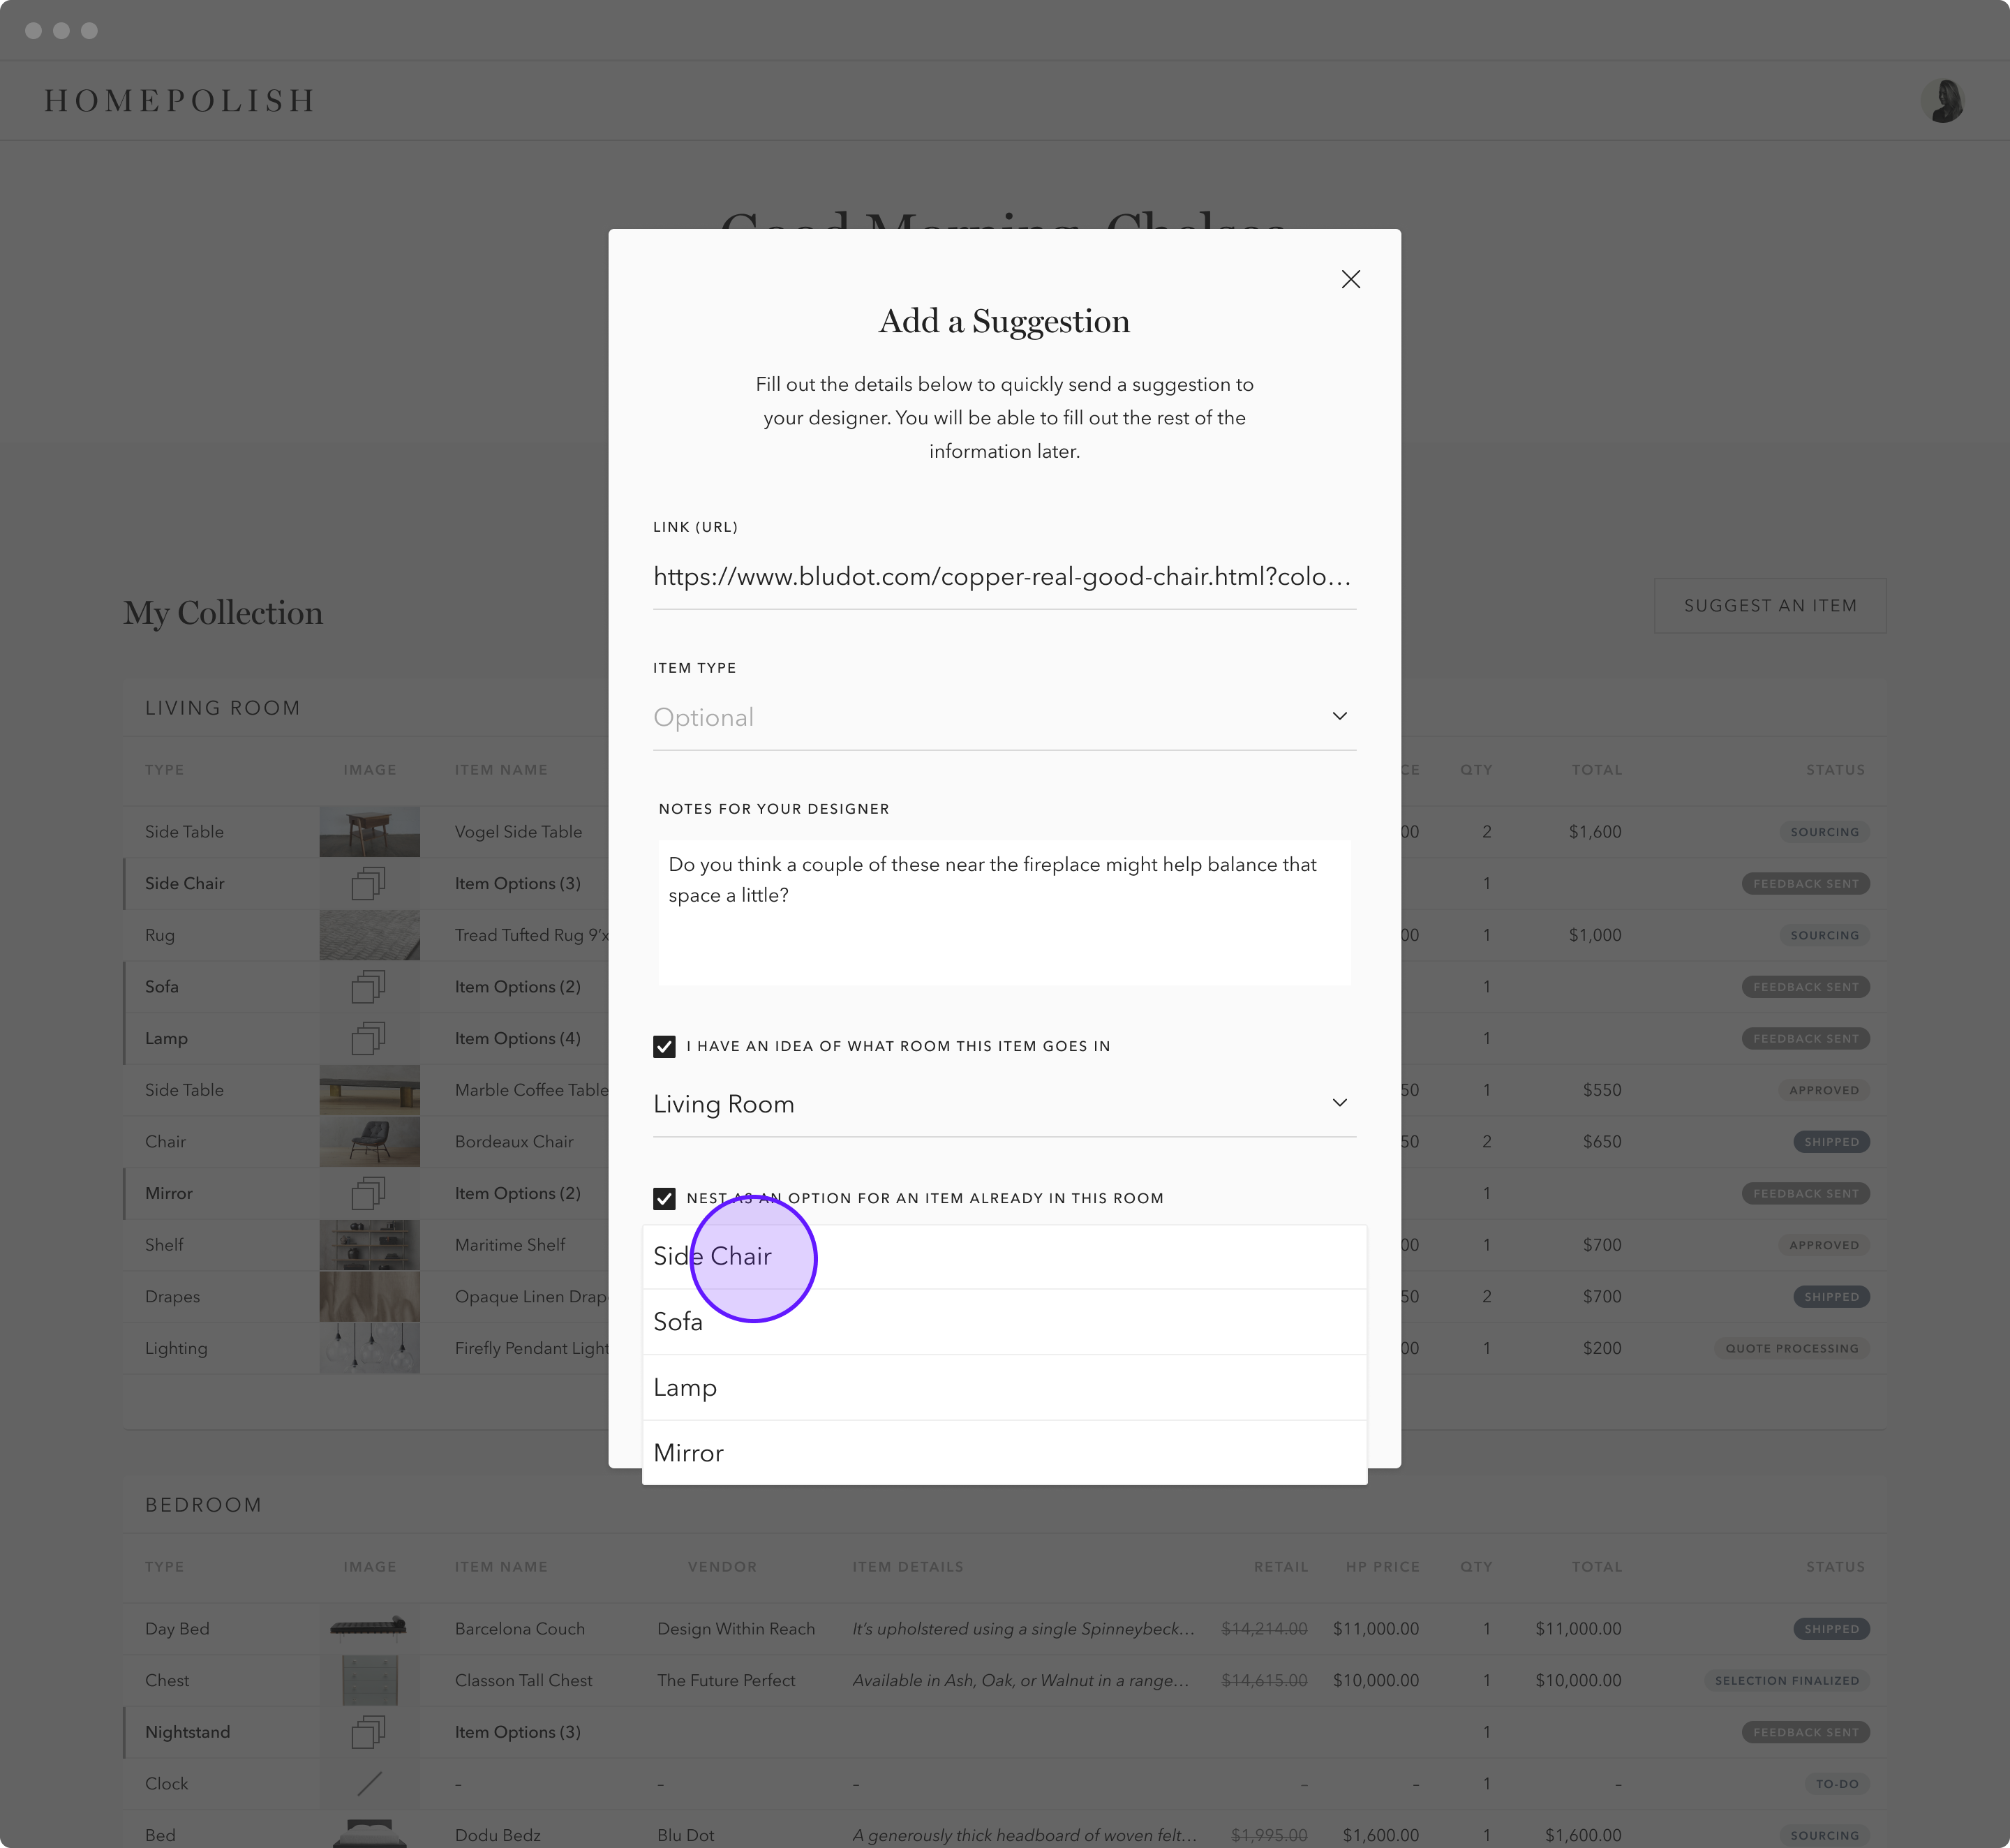 HOMEPOLISH
Good Morning, Chelsea
Add a Suggestion
Fill out the details below to quickly send a suggestion to
your designer. You will be able to fill out the rest of the
information later.
LINK (URL)
https://www.bludot.com/copper-real-good-chair.html?colo...
ITEM TYPE
Optional
NOTES FOR YOUR DESIGNER
Do you think a couple of these near the fireplace might help balance that
space a little?
I HAVE AN IDEA OF WHAT ROOM THIS ITEM GOES IN
Living Room
NEST AS AN OPTION FOR AN ITEM ALREADY IN THIS ROOM
Side Chair
Sofa
Lamp
Mirror
My Collection
SUGGEST AN ITEM
LIVING ROOM
TYPE IMAGE ITEM NAME CE QTY TOTAL STATUS
Side Table Vogel Side Table 00 2 $1,600 SOURCING
Side Chair Item Options (3) 1 FEEDBACK SENT
Rug Tread Tufted Rug 9'x 00 1 $1,000 SOURCING
Sofa Item Options (2) 1 FEEDBACK SENT
Lamp Item Options (4) 1 FEEDBACK SENT
Side Table Marble Coffee Table 50 1 $550 APPROVED
Chair Bordeaux Chair 50 2 $650 SHIPPED
Mirror Item Options (2) 1 FEEDBACK SENT
Shelf Maritime Shelf 00 1 $700 APPROVED
Drapes Opaque Linen Drap 50 2 $700 SHIPPED
Lighting Firefly Pendant Light 00 1 $200 QUOTE PROCESSING
BEDROOM
TYPE IMAGE ITEM NAME VENDOR ITEM DETAILS RETAIL HP PRICE QTY TOTAL STATUS
Day Bed Barcelona Couch Design Within Reach It's upholstered using a single Spinneybeck... $14,214.00 $11,000.00 1 $11,000.00 SHIPPED
Chest Classon Tall Chest The Future Perfect Available in Ash, Oak, or Walnut in a range... $14,615.00 $10,000.00 1 $10,000.00 SELECTION FINALIZED
Nightstand Item Options (3) 1 FEEDBACK SENT
Clock – – – – – 1 – TO-DO
Bed Dodu Bedz Blu Dot A generously thick headboard of woven felt... $1,995.00 $1,600.00 1 $1,600.00 SOURCING